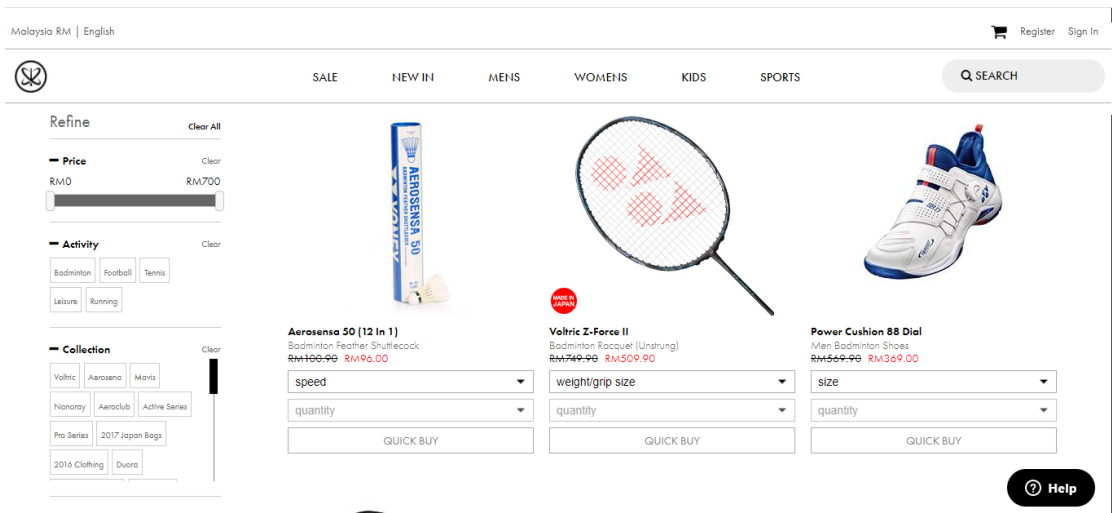 Malaysia RM | English
Register Sign In
SALE NEW IN MENS WOMENS KIDS SPORTS
SEARCH
Refine Clear All
Price Clear
RM0 RM700
Activity Clear
Badminton Football Tennis
Leisure Running
Collection Clear
Voltric Aerosena Mavis
Nanoray Aeroclub Active Series
Pro Series 2017 Japan Bags
2016 Clothing Duora
AEROSENSA 50
BADMINTON FEATHER SHUTTLECOCK
YONEX
Aerosensa 50 (12 In 1)
Badminton Feather Shuttlecock
RM100.90 RM96.00
speed
quantity
QUICK BUY
MADE IN
JAPAN
Voltric Z-Force II
Badminton Racquet (Unstrung)
RM749.90 RM509.90
weight/grip size
quantity
QUICK BUY
Power Cushion 88 Dial
Men Badminton Shoes
RM569.90 RM369.00
size
quantity
QUICK BUY
Help